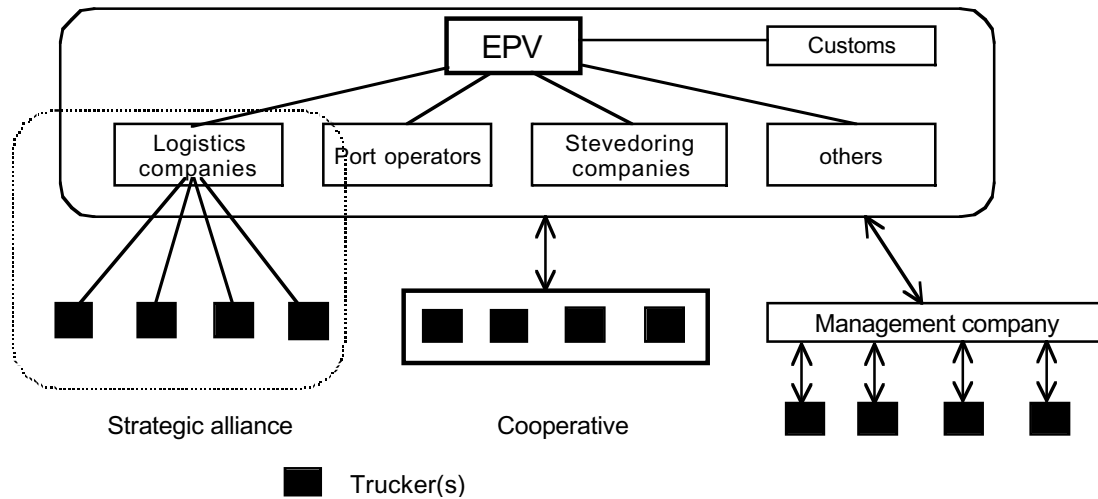 EPV
Customs
Logistics
companies
Port operators
Stevedoring
companies
others
Management company
Strategic alliance
Cooperative
Trucker(s)